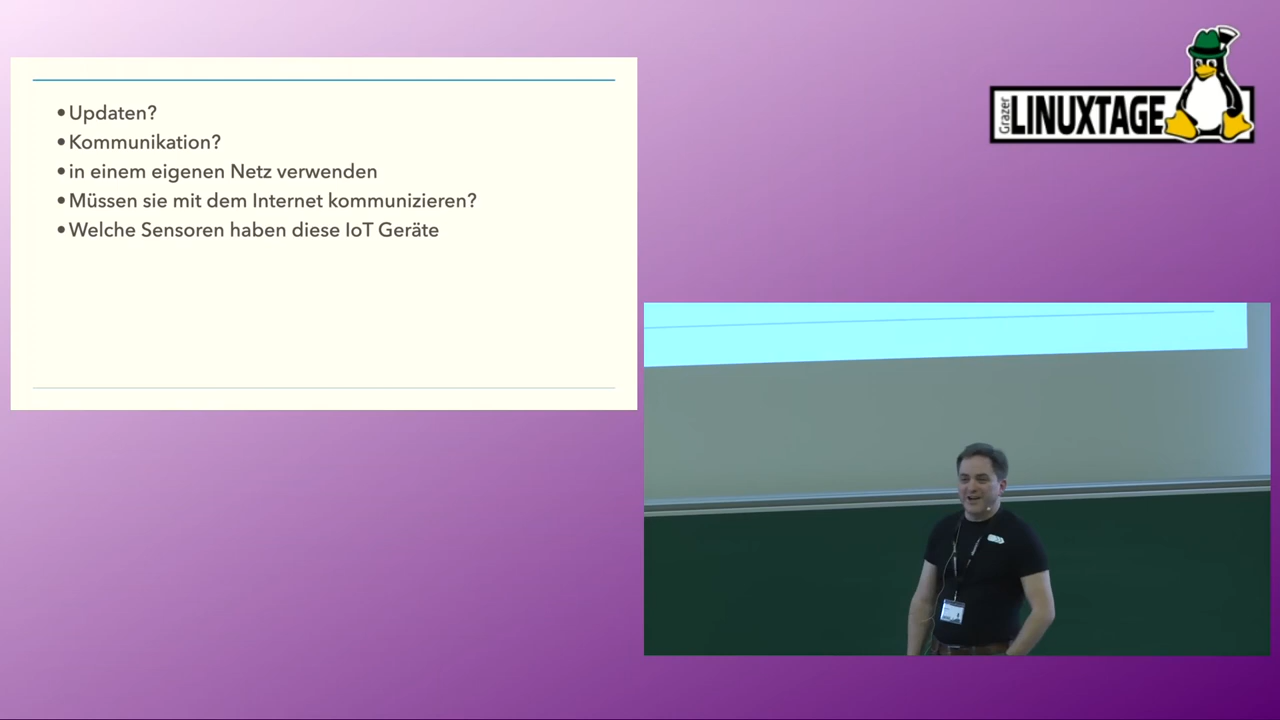 • Updaten?
• Kommunikation?
• in einem eigenen Netz verwenden
• Müssen sie mit dem Internet kommunizieren?
• Welche Sensoren haben diese IoT Geräte
Grazer
LINUXTAGE